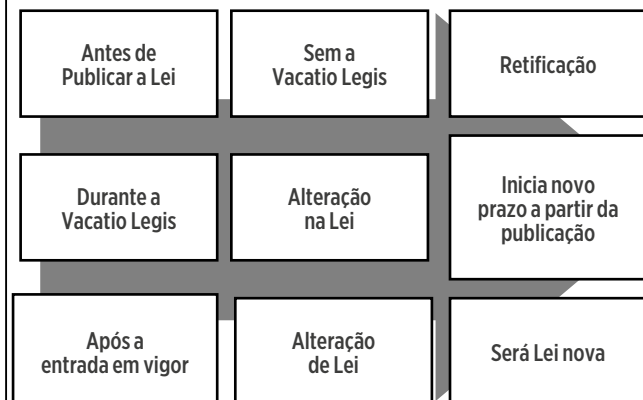 Antes de
Publicar a Lei
Sem a
Vacatio Legis
Retificação
Durante a
Vacatio Legis
Alteração
na Lei
Inicia novo
prazo a partir da
publicação
Após a
entrada em vigor
Alteração
de Lei
Será Lei nova